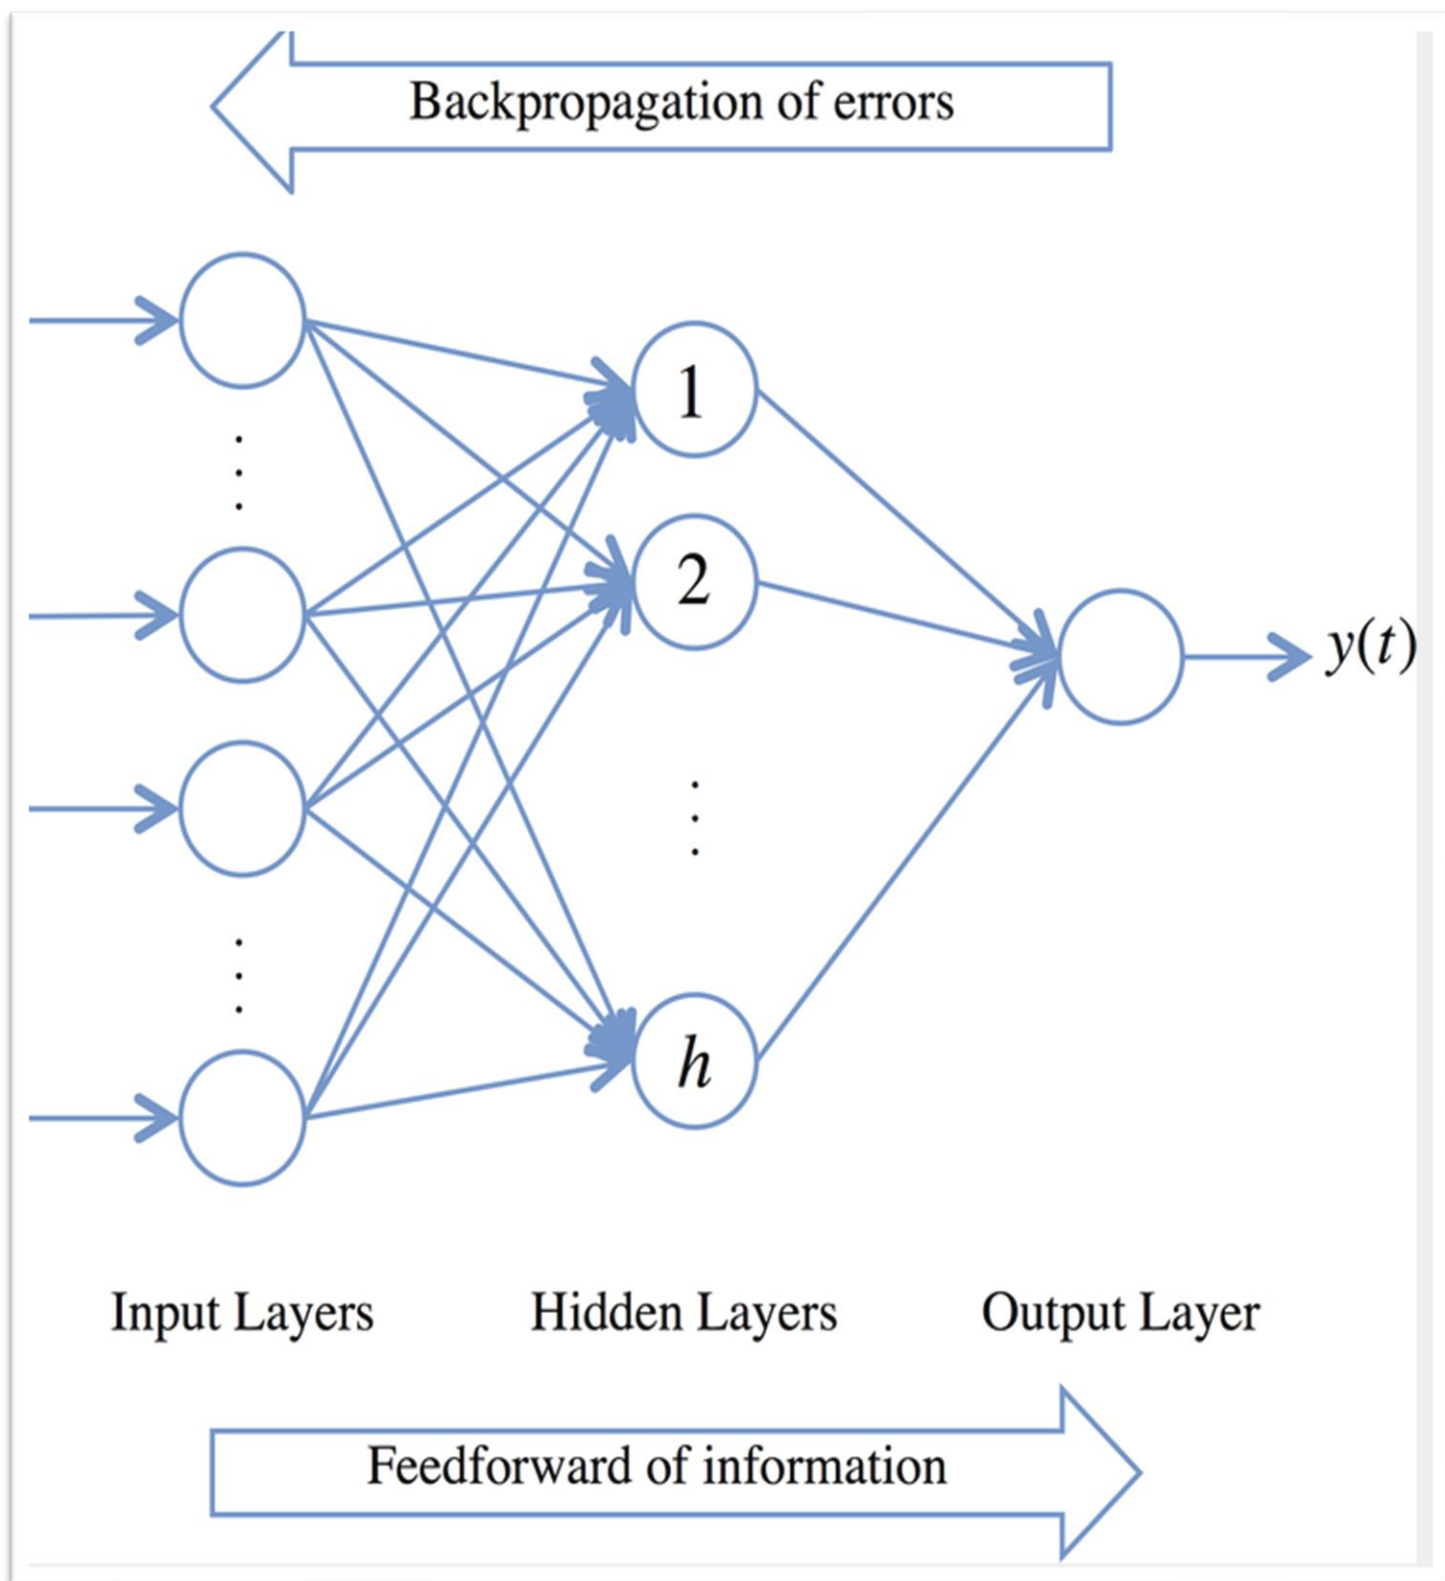 Backpropagation of errors
1
2
y(t)
h
Input Layers
Hidden Layers
Output Layer
Feedforward of information